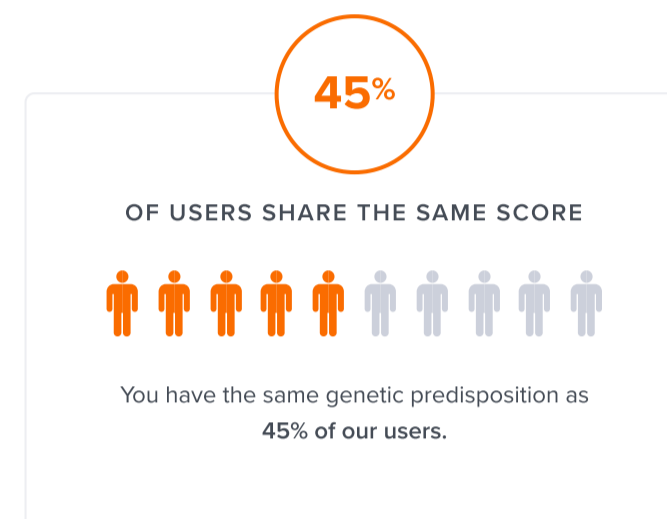 45%
OF USERS SHARE THE SAME SCORE
You have the same genetic predisposition as
45% of our users.